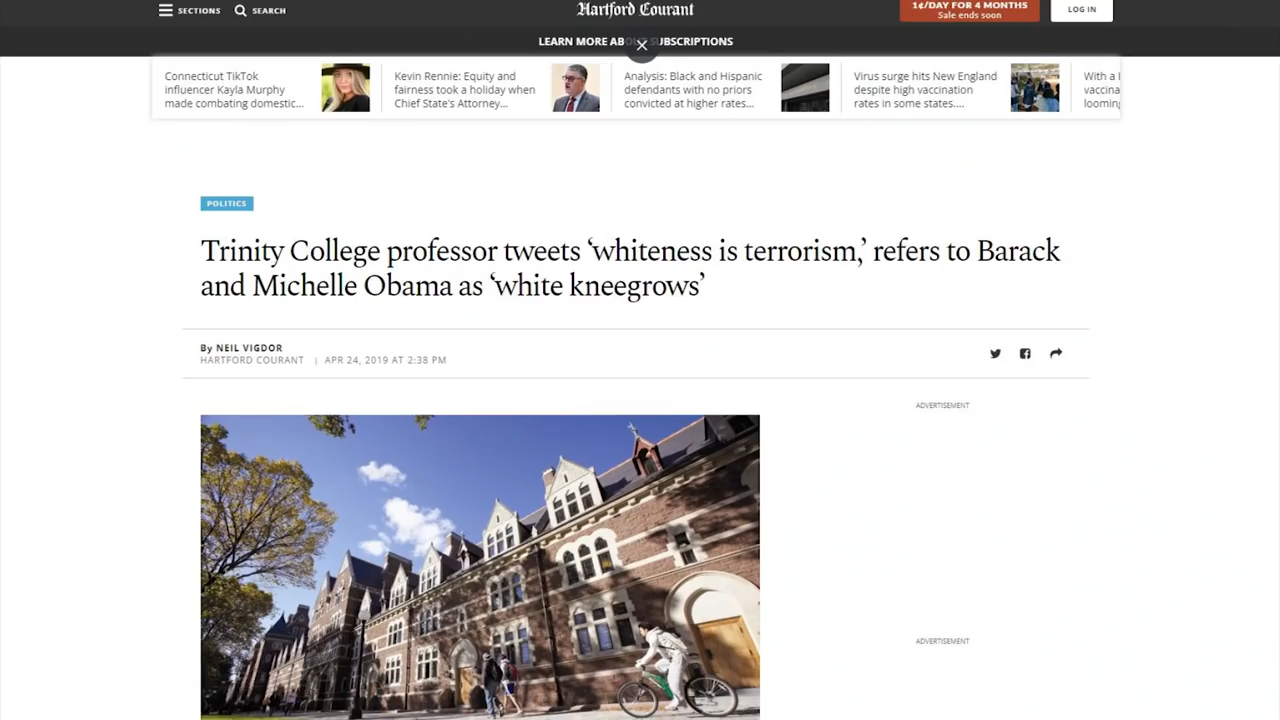 SECTIONS
SEARCH
Hartford Courant
1¢/DAY FOR 4 MONTHS
Sale ends soon
LOG IN
LEARN MORE ABOUT SUBSCRIPTIONS
Connecticut TikTok
influencer Kayla Murphy
made combating domestic...
Kevin Rennie: Equity and
fairness took a holiday when
Chief State's Attorney...
Analysis: Black and Hispanic
defendants with no priors
convicted at higher rates...
Virus surge hits New England
despite high vaccination
rates in some states....
With a
vaccina
looming
POLITICS
Trinity College professor tweets ‘whiteness is terrorism,’ refers to Barack
and Michelle Obama as ‘white kneegrows’
By NEIL VIGDOR
HARTFORD COURANT | APR 24, 2019 AT 2:38 PM
ADVERTISEMENT
ADVERTISEMENT